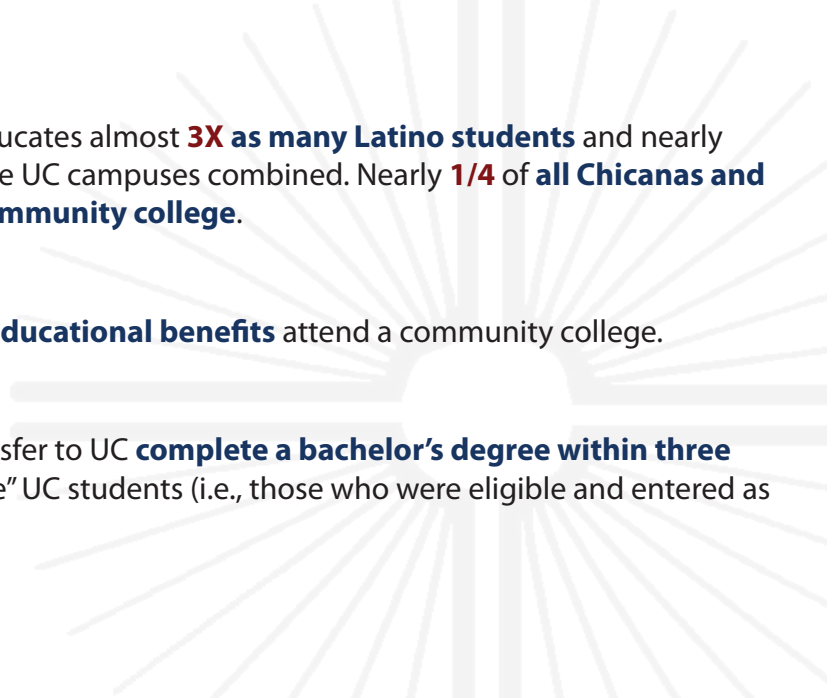 ucates almost 3X as many Latino students and nearly
e UC campuses combined. Nearly 1/4 of all Chicanas and
mmunity college.
ducational benefits attend a community college.
sfer to UC complete a bachelor’s degree within three
e” UC students (i.e., those who were eligible and entered as